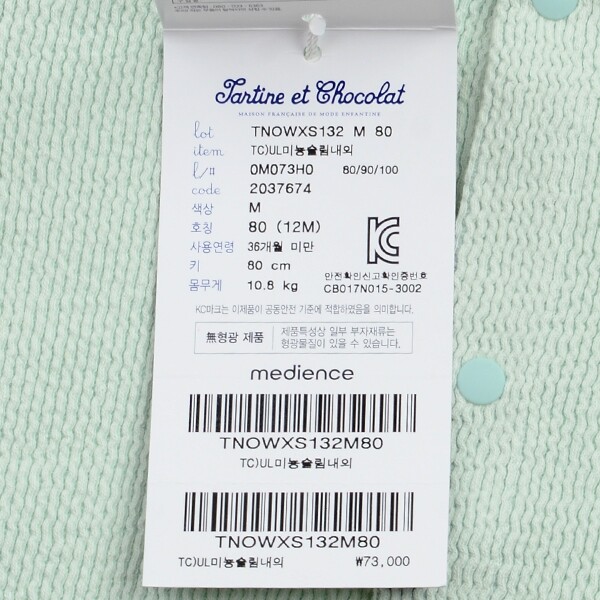 Tartine et Chocolat
MAISON FRANÇAISE DE MODE ENFANTINE
lot TNOWXS132 M 80
item TC)UL미뇽슬림내의
l/# 0M073H0 80/90/100
code 2037674
색상 M
호칭 80 (12M)
사용연령 36개월 미만
키 80 cm
몸무게 10.8 kg
안전확인신고확인증번호
CB017N015-3002
KC마크는 이제품이 공동안전 기준에 적합하였음을 의미합니다.
無형광 제품
제품특성상 일부 부자재류는
형광물질이 있을 수 있습니다.
medience
TNOWXS132M80
TC)UL미뇽슬림내의
TNOWXS132M80
TC)UL미뇽슬림내의 ₩73,000